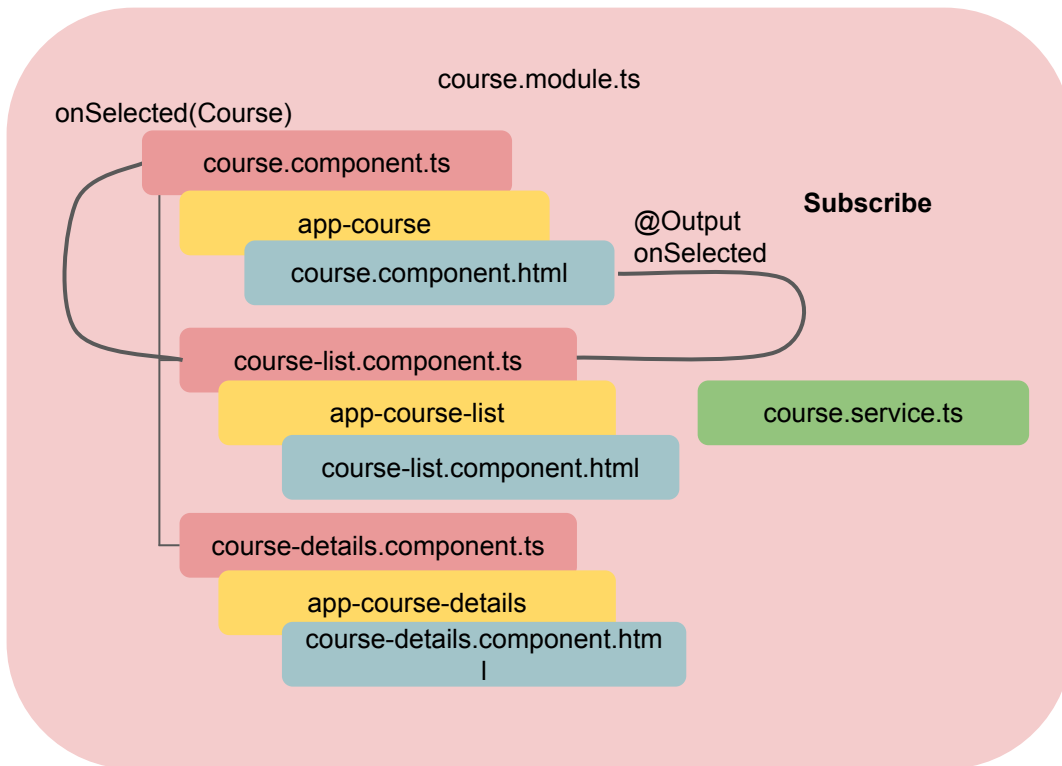 course.module.ts
onSelected(Course)
course.component.ts
app-course
course.component.html
@Output
onSelected
Subscribe
course-list.component.ts
app-course-list
course-list.component.html
course.service.ts
course-details.component.ts
app-course-details
course-details.component.htm
l